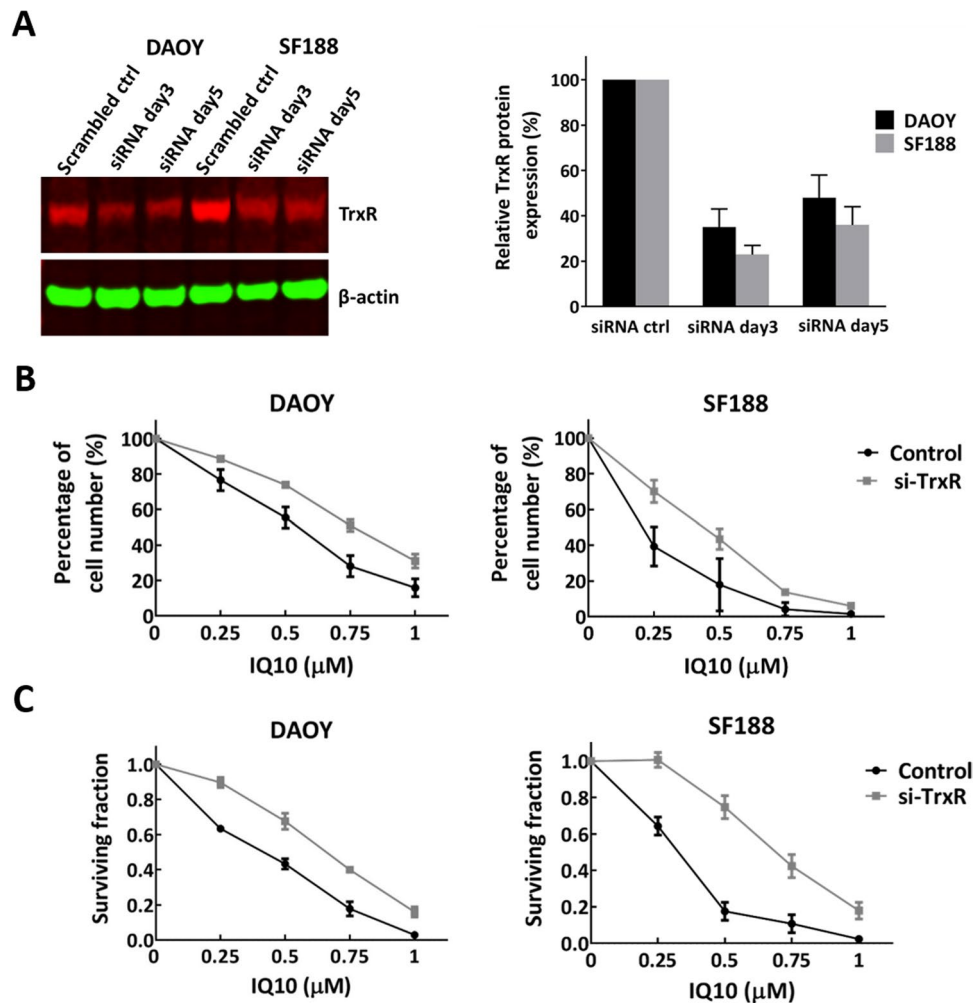 A
DAOY
SF188
Scrambled ctrl
siRNA day3
siRNA day5
Scrambled ctrl
siRNA day3
siRNA day5
TrxR
β-actin
Relative TrxR protein
expression (%)
100
80
60
40
20
0
siRNA ctrl
siRNA day3
siRNA day5
DAOY
SF188
B
DAOY
Percentage of
cell number (%)
100
80
60
40
20
0
0
0.25
0.5
0.75
1
IQ10 (μM)
SF188
Percentage of
cell number (%)
100
80
60
40
20
0
0
0.25
0.5
0.75
1
IQ10 (μM)
Control
si-TrxR
C
DAOY
Surviving fraction
1.0
0.8
0.6
0.4
0.2
0.0
0
0.25
0.5
0.75
1
IQ10 (μM)
SF188
Surviving fraction
1.0
0.8
0.6
0.4
0.2
0.0
0
0.25
0.5
0.75
1
IQ10 (μM)
Control
si-TrxR